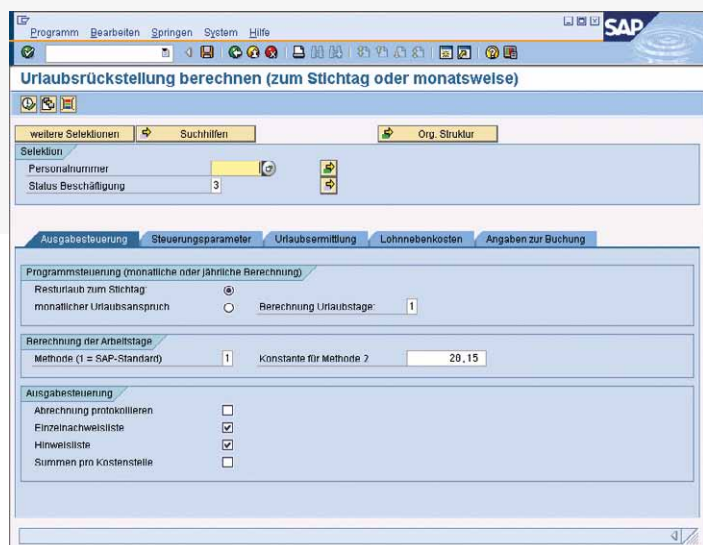 Programm Bearbeiten Springen System Hilfe
SAP
Urlaubsrückstellung berechnen (zum Stichtag oder monatsweise)
weitere Selektionen Suchhilfen Org. Struktur
Selektion
Personalnummer
Status Beschäftigung 3
Ausgabesteuerung Steuerungsparameter Urlaubsermittlung Lohnnebenkosten Angaben zur Buchung
Programmsteuerung (monatliche oder jährliche Berechnung)
Resturlaub zum Stichtag:
monatlicher Urlaubsanspruch Berechnung Urlaubstage: 1
Berechnung der Arbeitstage
Methode (1 = SAP-Standard) 1 Konstante für Methode 2 20,15
Ausgabesteuerung
Abrechnung protokollieren
Einzelnachweisliste
Hinweisliste
Summen pro Kostenstelle